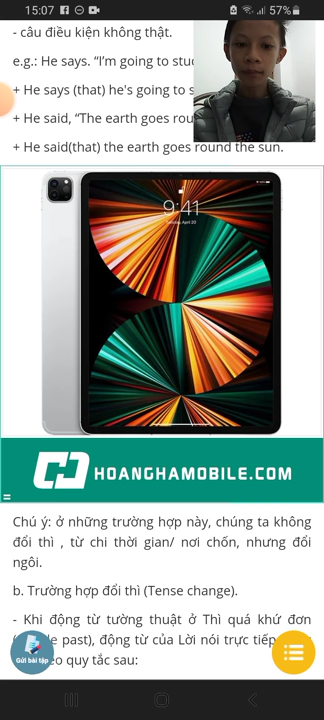 15:07
57%
- câu điều kiện không thật.
e.g.: He says. “I’m going to
+ He says (that) he's going to
+ He said, “The earth goes
+ He said(that) the earth goes round the sun.
9:41
HOANGHAMOBILE.COM
Chú ý: ở những trường hợp này, chúng ta không
đổi thì , từ chỉ thời gian/ nơi chốn, nhưng đổi
ngôi.
b. Trường hợp đổi thì (Tense change).
- Khi động từ tường thuật ở Thì quá khứ đơn
past), động từ của Lời nói trực tiếp
Gửi bài tập
quy tắc sau: